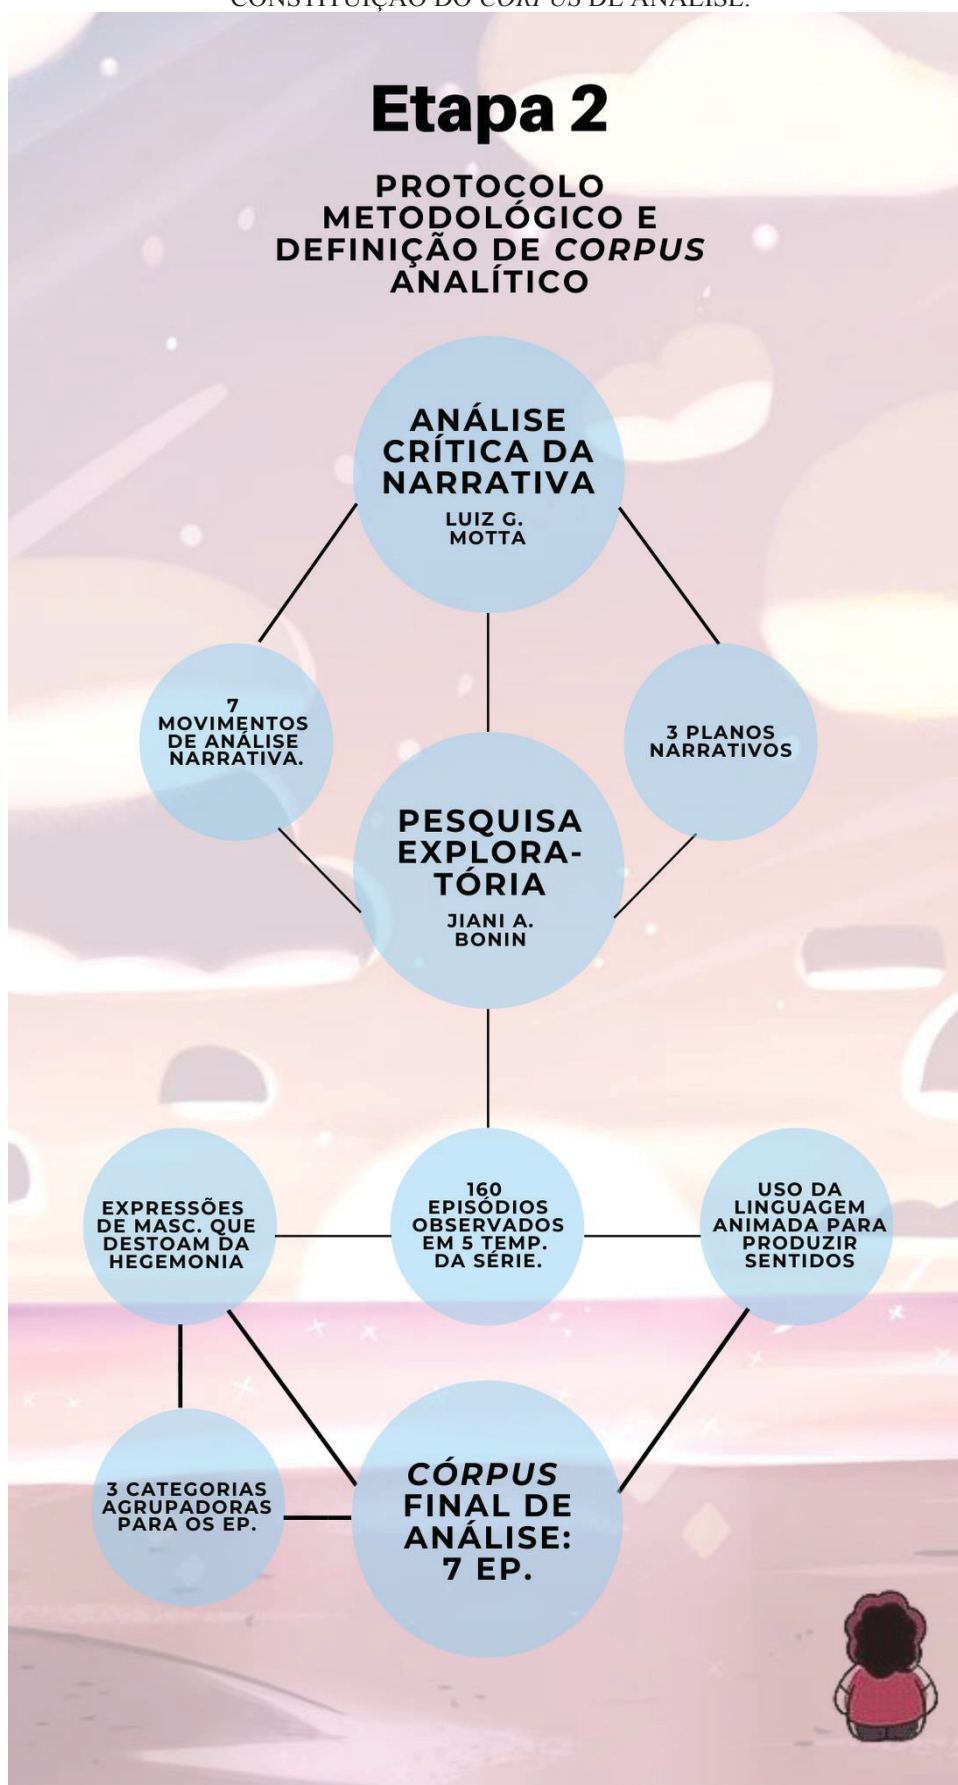 CONSTITUIÇÃO DO CORPUS DE ANÁLISE.
Etapa 2
PROTOCOLO
METODOLÓGICO E
DEFINIÇÃO DE CORPUS
ANALÍTICO
ANÁLISE
CRÍTICA DA
NARRATIVA
LUIZ G.
MOTTA
7
MOVIMENTOS
DE ANÁLISE
NARRATIVA.
3 PLANOS
NARRATIVOS
PESQUISA
EXPLORA-
TÓRIA
JIANI A.
BONIN
EXPRESSÕES
DE MASC. QUE
DESTOAM DA
HEGEMONIA
160
EPISÓDIOS
OBSERVADOS
EM 5 TEMP.
DA SÉRIE.
USO DA
LINGUAGEM
ANIMADA PARA
PRODUZIR
SENTIDOS
3 CATEGORIAS
AGRUPADORAS
PARA OS EP.
CÓRPUS
FINAL DE
ANÁLISE:
7 EP.